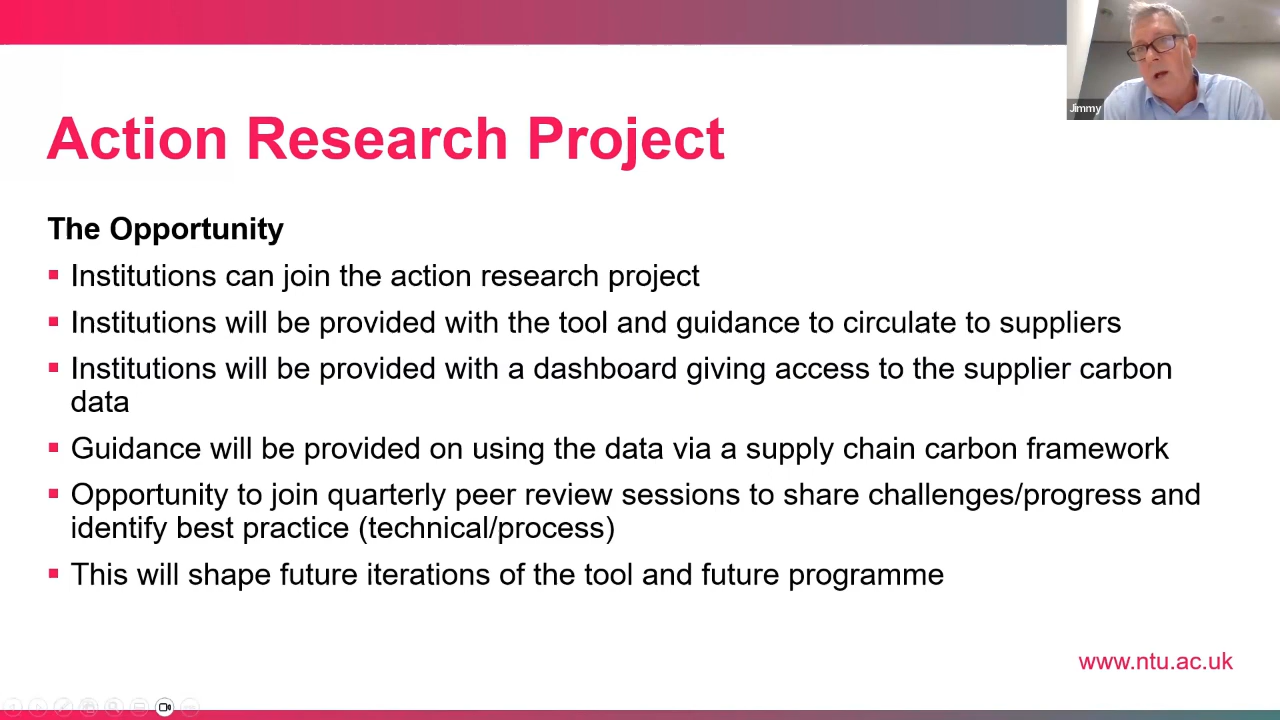 Jimmy
Action Research Project
The Opportunity
Institutions can join the action research project
Institutions will be provided with the tool and guidance to circulate to suppliers
Institutions will be provided with a dashboard giving access to the supplier carbon
data
Guidance will be provided on using the data via a supply chain carbon framework
Opportunity to join quarterly peer review sessions to share challenges/progress and
identify best practice (technical/process)
This will shape future iterations of the tool and future programme
www.ntu.ac.uk